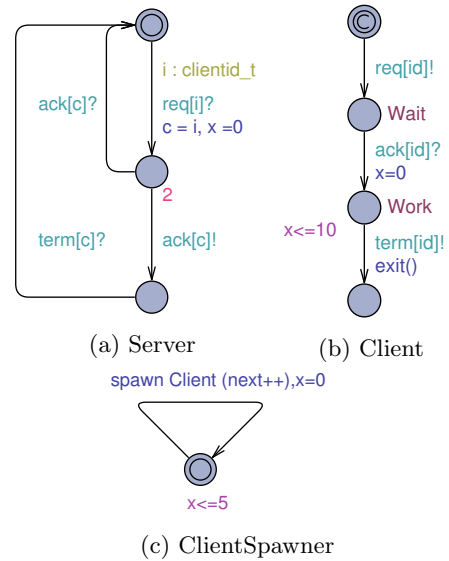 i : clientid_t
ack[c]?
req[i]?
c = i, x =0
2
term[c]?
ack[c]!
(a) Server
C
req[id]!
Wait
ack[id]?
x=0
Work
x<=10
term[id]!
exit()
(b) Client
spawn Client (next++),x=0
x<=5
(c) ClientSpawner